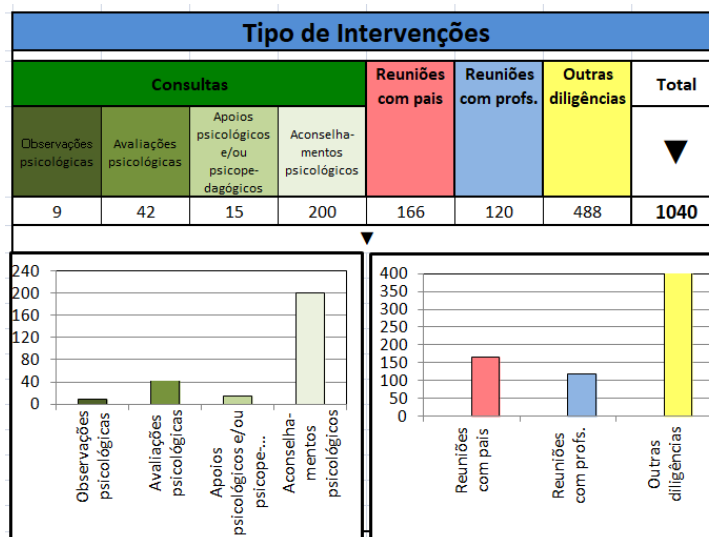 Tipo de Intervenções
Consultas
Reuniões
com pais
Reuniões
com profs.
Outras
diligências
Total
Observações
psicológicas
Avaliações
psicológicas
Apoios
psicológicos
e/ou
psicope-
dagógicos
Aconselha-
mentos
psicológicos
▼
9 42 15 200 166 120 488 1040
▼
240
200
160
120
80
40
0
Observações
psicológicas
Avaliações
psicológicas
Apoios
psicológicos e/ou
psicope-...
Aconselha-
mentos
psicológicos
400
350
300
250
200
150
100
50
0
Reuniões
com pais
Reuniões
com profs.
Outras
diligências